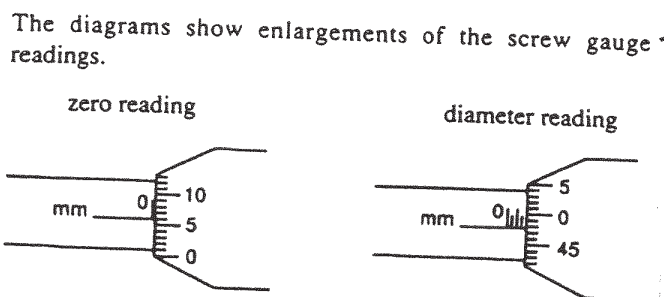 The diagrams show enlargements of the screw gauge
readings.
zero reading
diameter reading
0
mm
10
5
0
0
mm
5
0
45